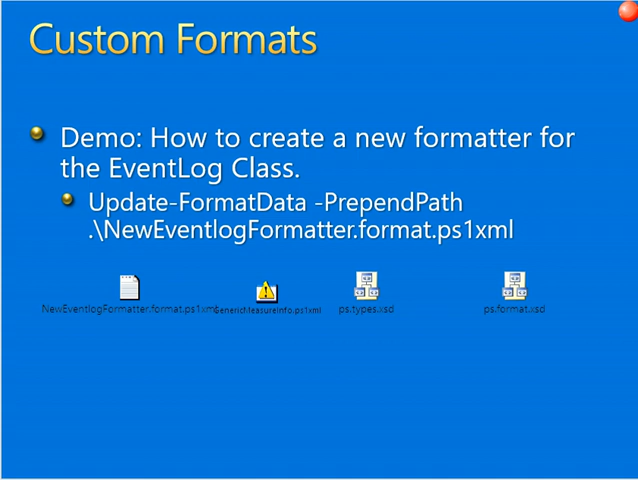 Custom Formats
Demo: How to create a new formatter for
the EventLog Class.
Update-FormatData -PrependPath
.\NewEventlogFormatter.format.ps1xml
NewEventlogFormatter.format.ps1xml GenericMeasureInfo.ps1xml ps.types.xsd ps.format.xsd